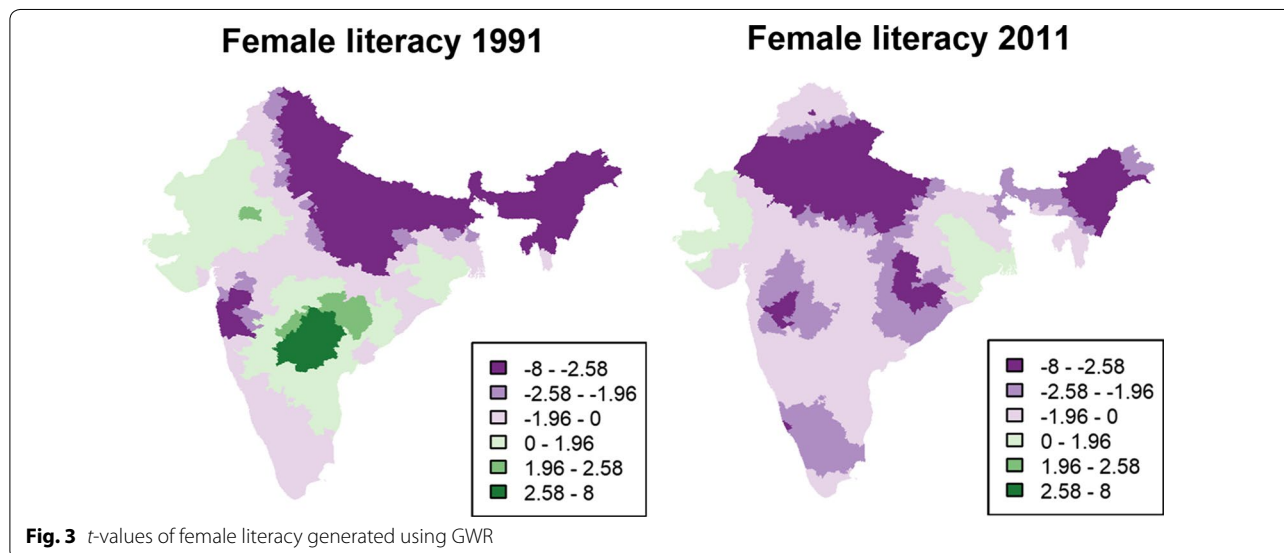 Female literacy 1991
Female literacy 2011
-8 - -2.58
-2.58 - -1.96
-1.96 - 0
0 - 1.96
1.96 - 2.58
2.58 - 8
-8 - -2.58
-2.58 - -1.96
-1.96 - 0
0 - 1.96
1.96 - 2.58
2.58 - 8
Fig. 3 t-values of female literacy generated using GWR